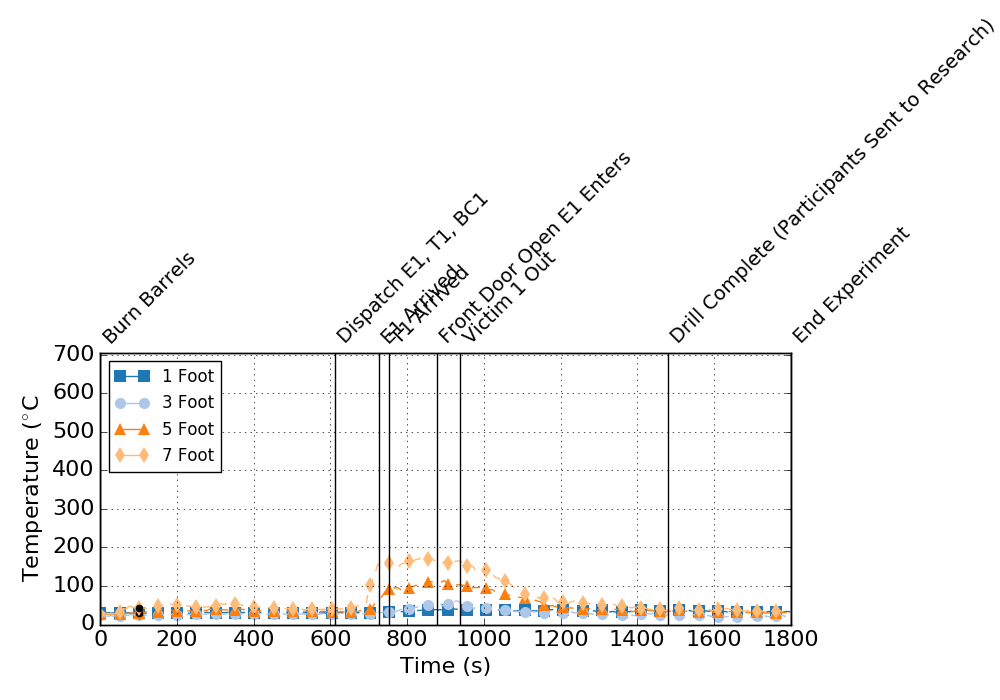 Burn Barrels
Dispatch E1, T1, BC1
E1 Arrived
T1 Arrived
Front Door Open E1 Enters
Victim 1 Out
Drill Complete (Participants Sent to Research)
End Experiment
700
600
500
400
300
200
100
0
Temperature (°C
1 Foot
3 Foot
5 Foot
7 Foot
0 200 400 600 800 1000 1200 1400 1600 1800
Time (s)